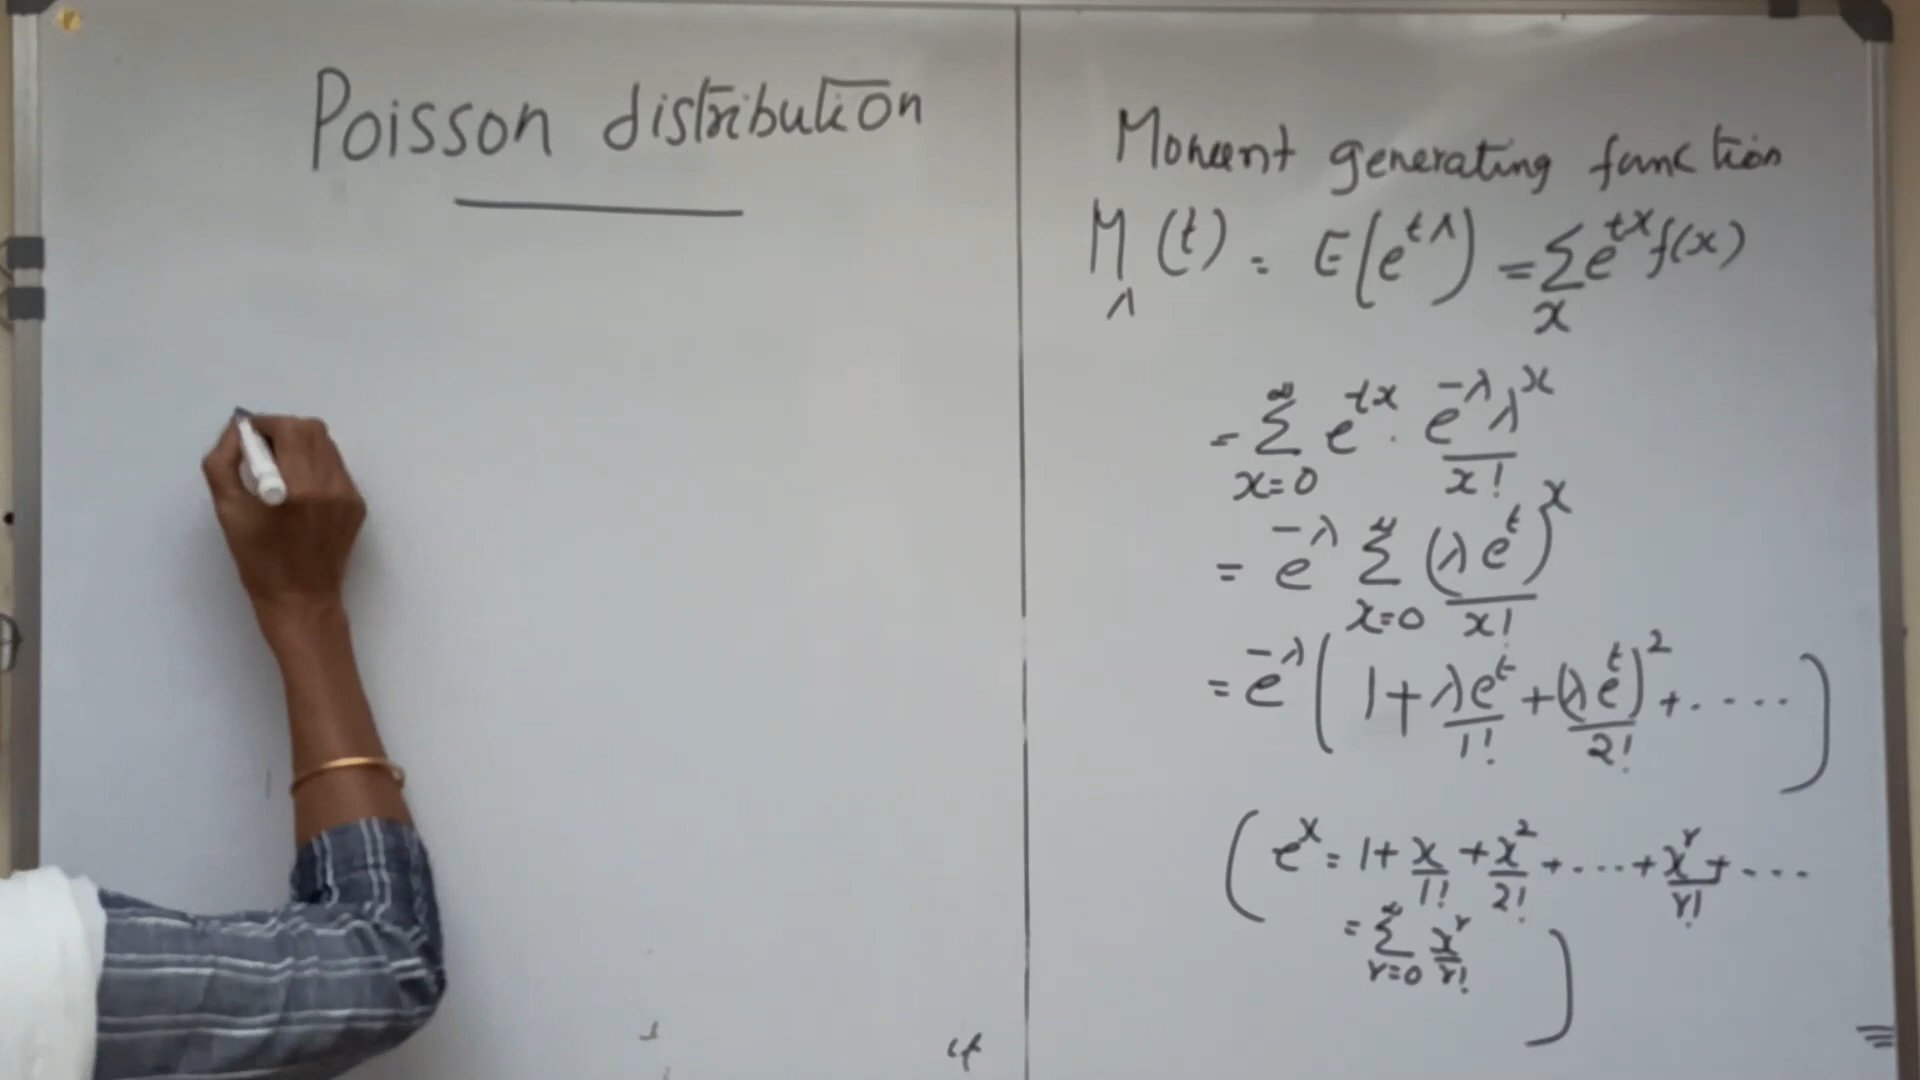 Poisson distribution
Moment generating function
M_X (t) = E(e^{tX}) = Σ_x e^{tx} f(x)
= Σ_{x=0}^{∞} e^{tx} . e^{-λ} λ^x / x!
= e^{-λ} Σ_{x=0}^{∞} (λe^t)^x / x!
= e^{-λ} ( 1 + λe^t / 1! + (λe^t)^2 / 2! + ..... )
( e^x = 1 + x/1! + x^2/2! + ... + x^r/r! + ...
= Σ_{r=0}^{∞} x^r/r! )